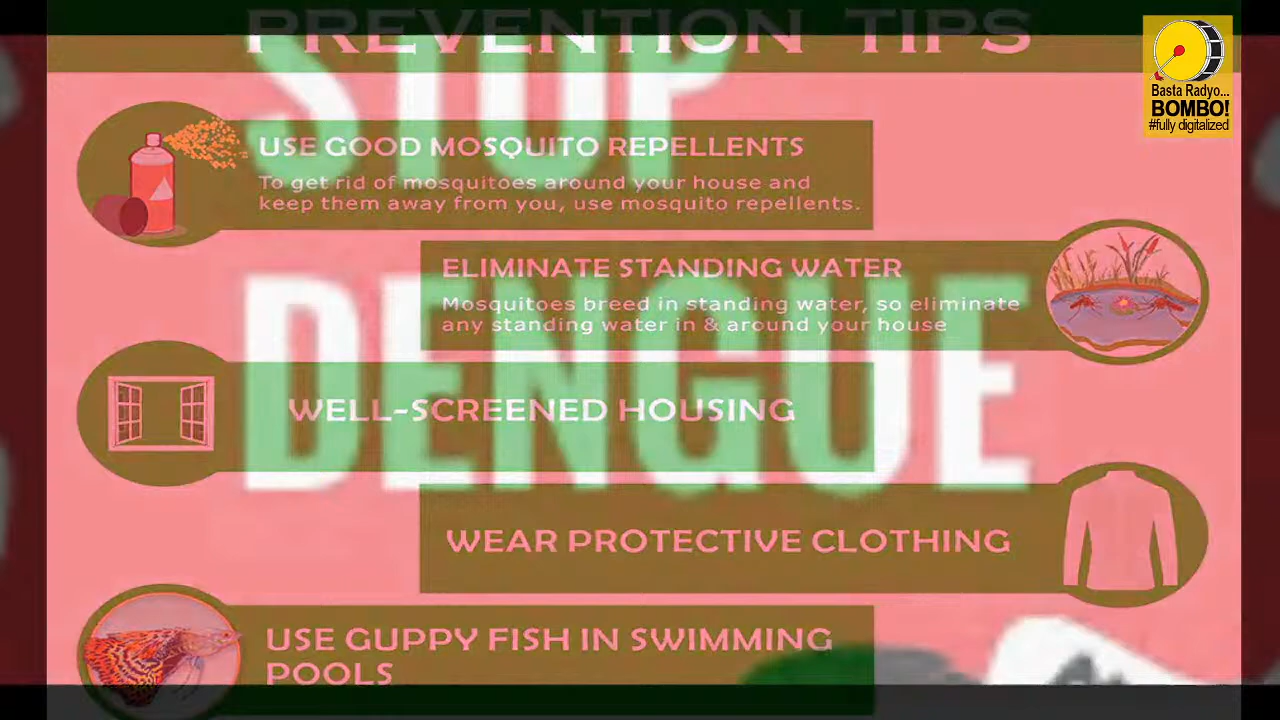 PREVENTION TIPS
STOP
DENGUE
Basta Radyo...
BOMBO!
#fully digitalized
USE GOOD MOSQUITO REPELLENTS
To get rid of mosquitoes around your house and
keep them away from you, use mosquito repellents.
ELIMINATE STANDING WATER
Mosquitoes breed in standing water, so eliminate
any standing water in & around your house
WELL-SCREENED HOUSING
WEAR PROTECTIVE CLOTHING
USE GUPPY FISH IN SWIMMING
POOLS